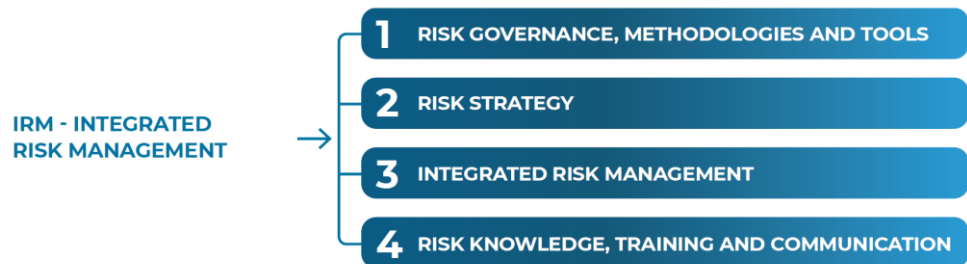 IRM - INTEGRATED
RISK MANAGEMENT
1 RISK GOVERNANCE, METHODOLOGIES AND TOOLS
2 RISK STRATEGY
3 INTEGRATED RISK MANAGEMENT
4 RISK KNOWLEDGE, TRAINING AND COMMUNICATION